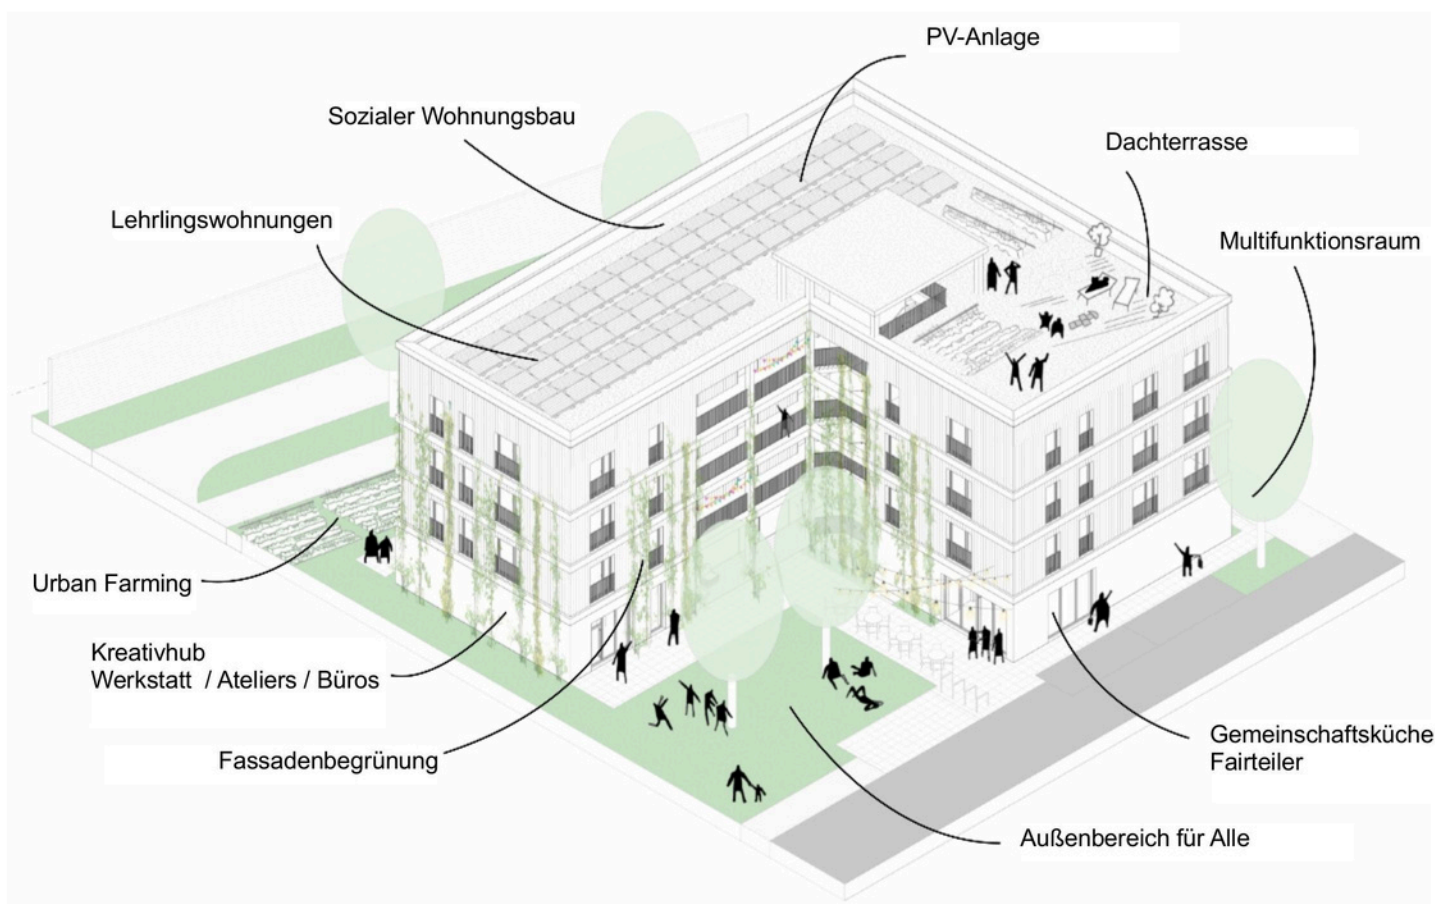 PV-Anlage
Sozialer Wohnungsbau
Dachterrasse
Lehrlingswohnungen
Multifunktionsraum
Urban Farming
Kreativhub
Werkstatt / Ateliers / Büros
Fassadenbegrünung
Gemeinschaftsküche
Fairteiler
Außenbereich für Alle